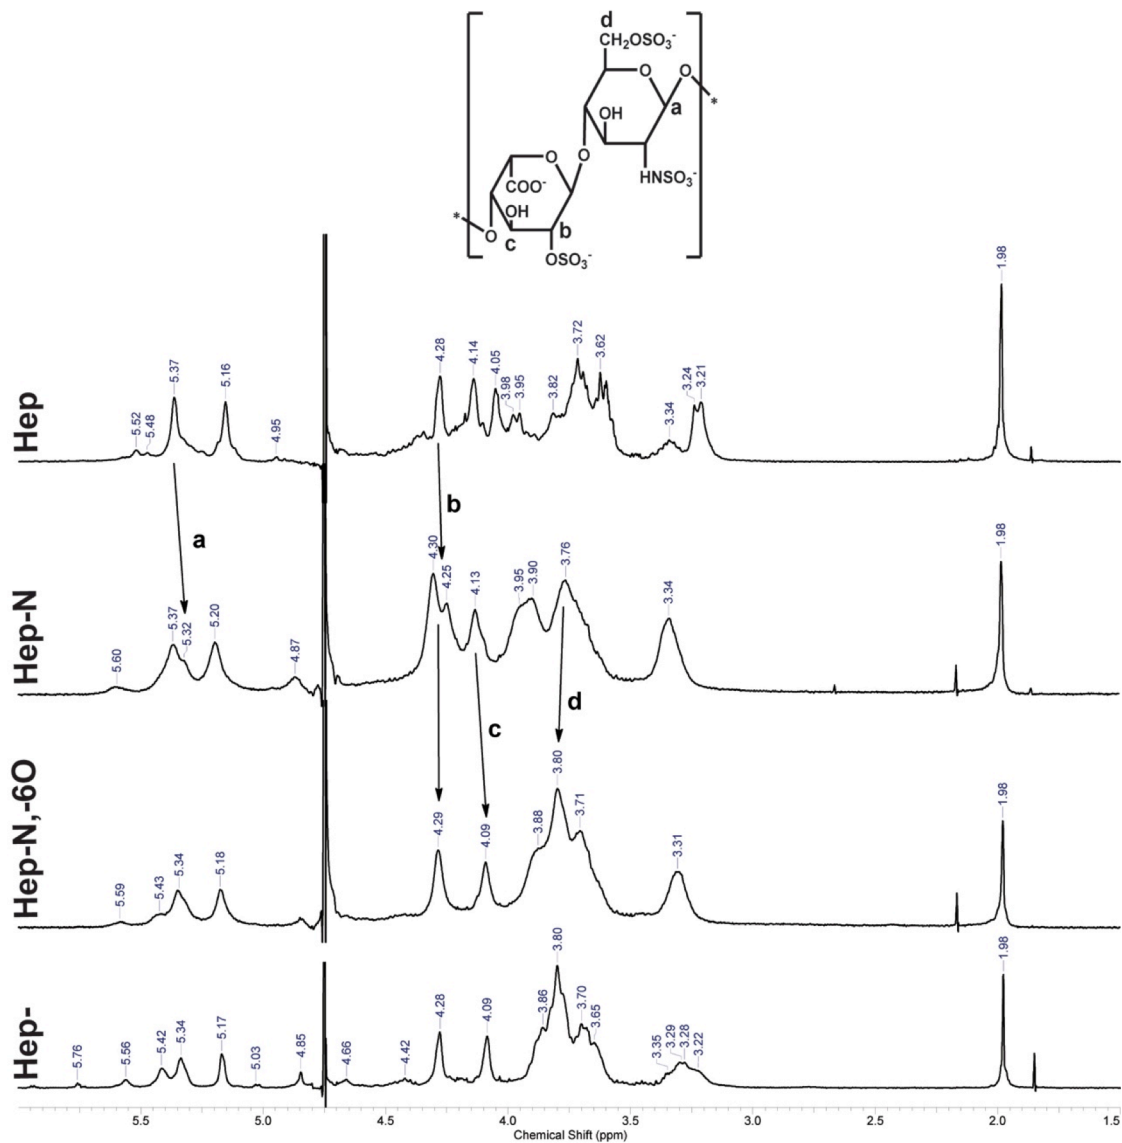 d
CH₂OSO₃⁻
O
O
*
OH
a
O
O
HNSO₃⁻
COO⁻
*
OH
b
O
c
OSO₃⁻
Hep
5.52
5.48
5.37
5.16
4.95
4.28
4.14
4.05
3.98
3.95
3.82
3.72
3.62
3.34
3.24
3.21
1.98
a
b
Hep-N
5.60
5.37
5.32
5.20
4.87
4.30
4.25
4.13
3.95
3.90
3.76
3.34
1.98
c
d
Hep-N,-6O
5.59
5.43
5.34
5.18
4.29
4.09
3.88
3.80
3.71
3.31
1.98
Hep-
5.76
5.56
5.42
5.34
5.17
5.03
4.85
4.66
4.42
4.28
4.09
3.86
3.80
3.70
3.65
3.35
3.29
3.28
3.22
1.98
5.5 5.0 4.5 4.0 3.5 3.0 2.5 2.0 1.5
Chemical Shift (ppm)